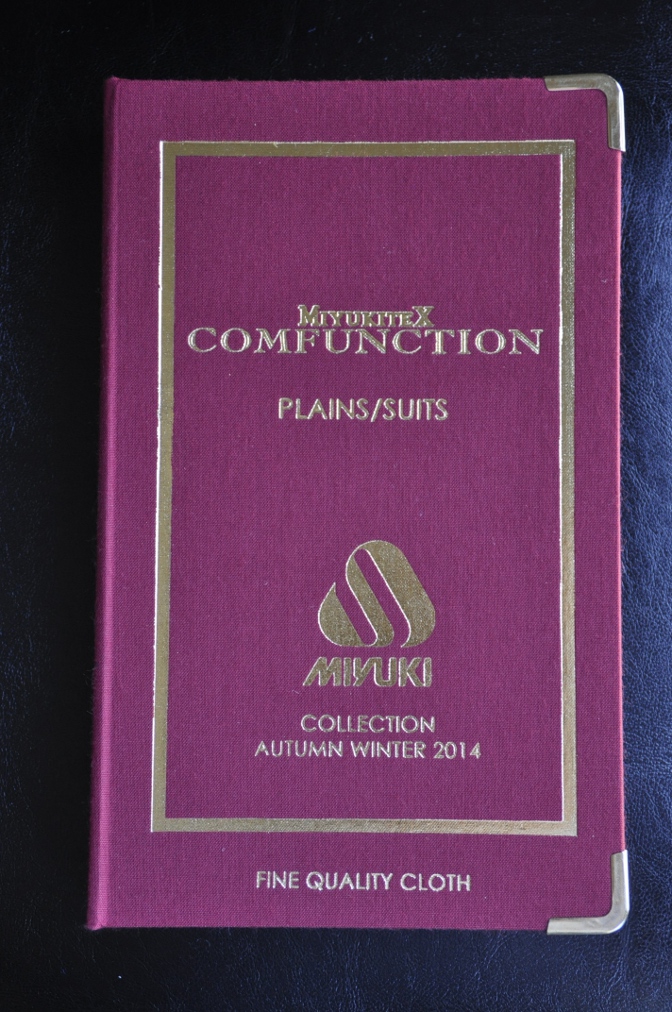 MIYUKITEX
COMFUNCTION
PLAINS/SUITS
MIYUKI
COLLECTION
AUTUMN WINTER 2014
FINE QUALITY CLOTH